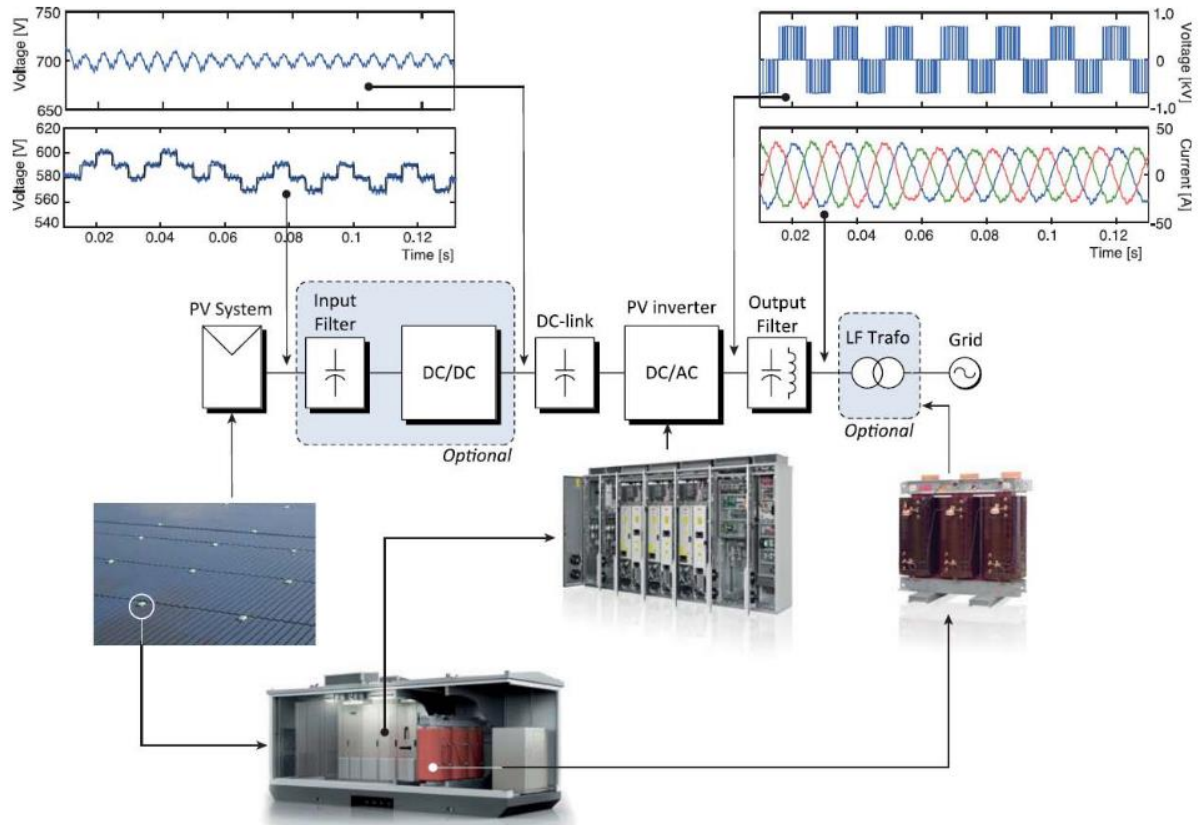 750
700
650
Voltage [V]
620
600
580
560
540
Voltage [V]
0.02 0.04 0.06 0.08 0.1 0.12
Time [s]
1.0
0
-1.0
Voltage [KV]
50
0
-50
Current [A]
0.02 0.04 0.06 0.08 0.1 0.12
Time [s]
PV System
Input
Filter
DC/DC
Optional
DC-link
PV inverter
DC/AC
Output
Filter
LF Trafo
Optional
Grid